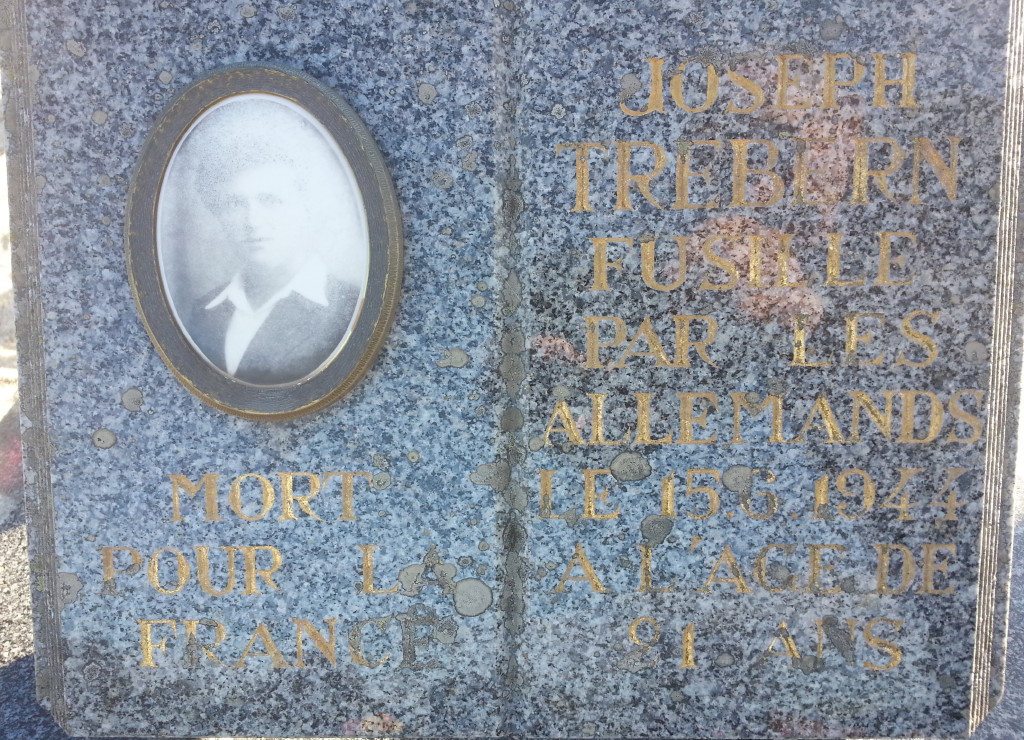 MORT
POUR LA
FRANCE
JOSEPH
TREBERN
FUSILLE
PAR LES
ALLEMANDS
LE 15.6.1944
A L'AGE DE
21 ANS